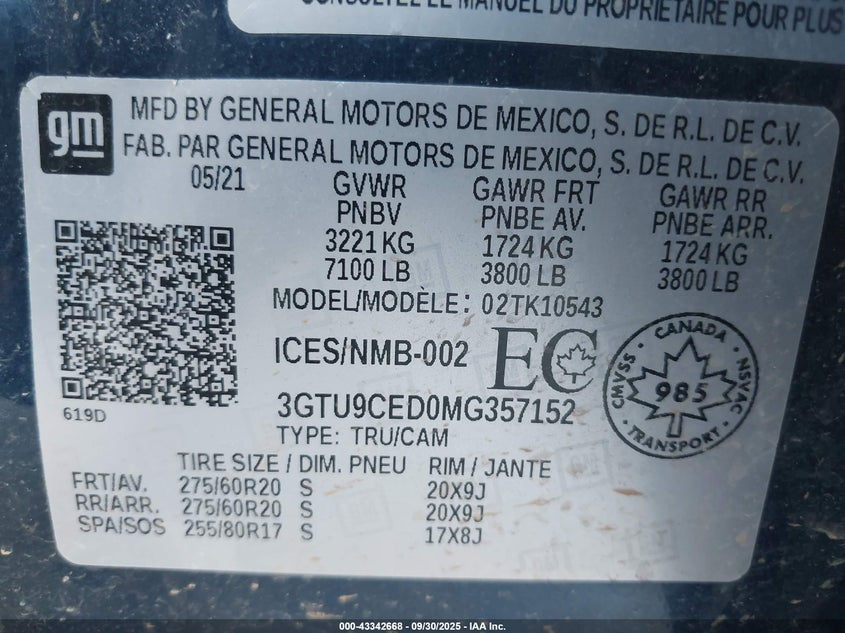 CONSULTEZ LE MANUEL DU PROPRIÉTAIRE POUR PLUS
gm
MFD BY GENERAL MOTORS DE MEXICO, S. DE R.L. DE C.V.
FAB. PAR GENERAL MOTORS DE MEXICO, S. DE R.L. DE C.V.
05/21 GVWR GAWR FRT GAWR RR
PNBV PNBE AV. PNBE ARR.
3221 KG 1724 KG 1724 KG
7100 LB 3800 LB 3800 LB
MODEL/MODÈLE: 02TK10543
ICES/NMB-002 EC
CANADA
CMVSS 985 NSVAC
TRANSPORT
3GTU9CED0MG357152
619D
TYPE: TRU/CAM
TIRE SIZE / DIM. PNEU RIM / JANTE
FRT/AV. 275/60R20 S 20X9J
RR/ARR. 275/60R20 S 20X9J
SPA/SOS 255/80R17 S 17X8J
000-43342668 - 09/30/2025 - IAA Inc.